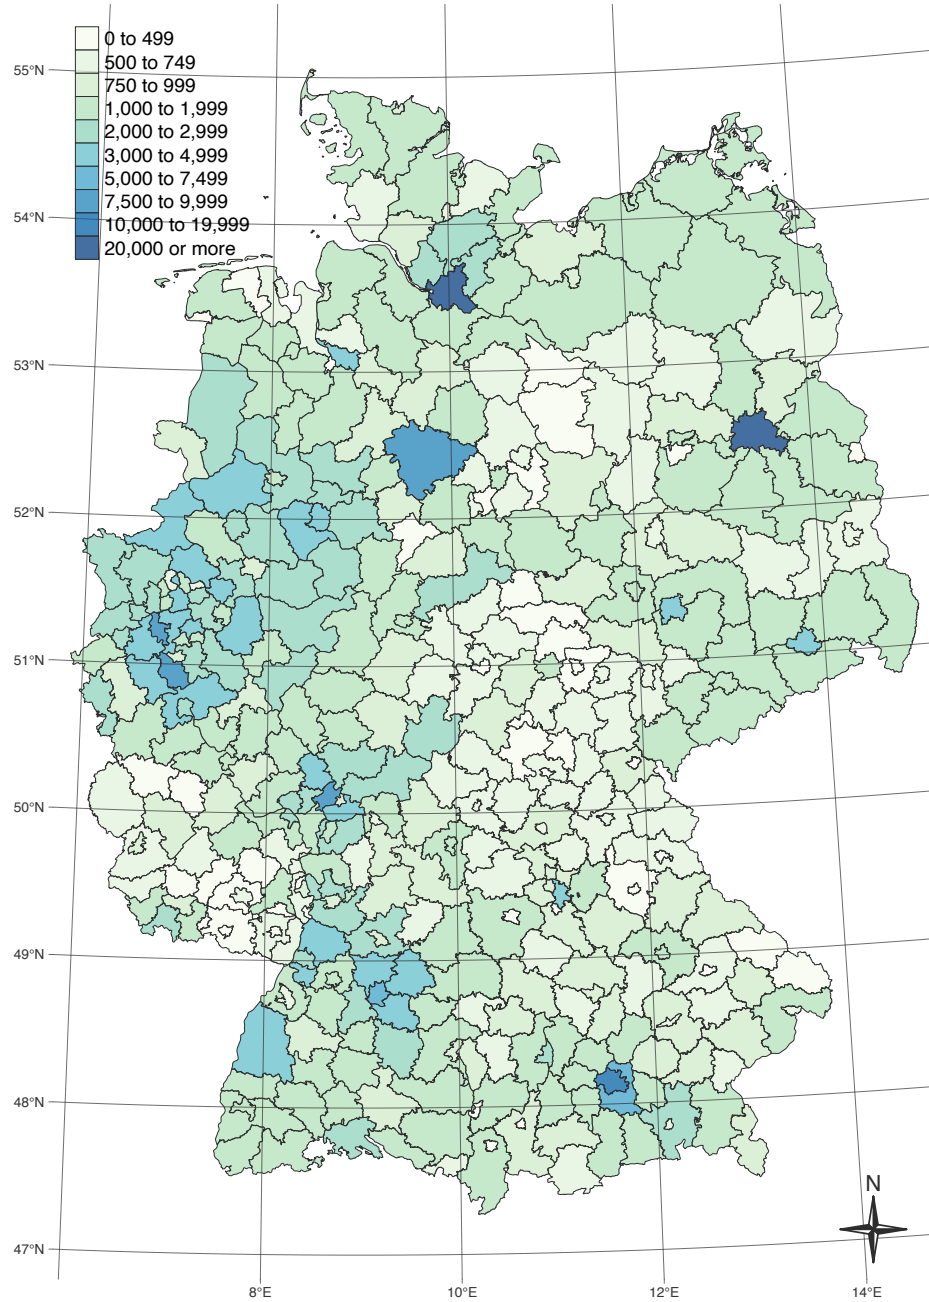 0 to 499
500 to 749
750 to 999
1,000 to 1,999
2,000 to 2,999
3,000 to 4,999
5,000 to 7,499
7,500 to 9,999
10,000 to 19,999
20,000 or more
55°N
54°N
53°N
52°N
51°N
50°N
49°N
48°N
47°N
N
8°E
10°E
12°E
14°E